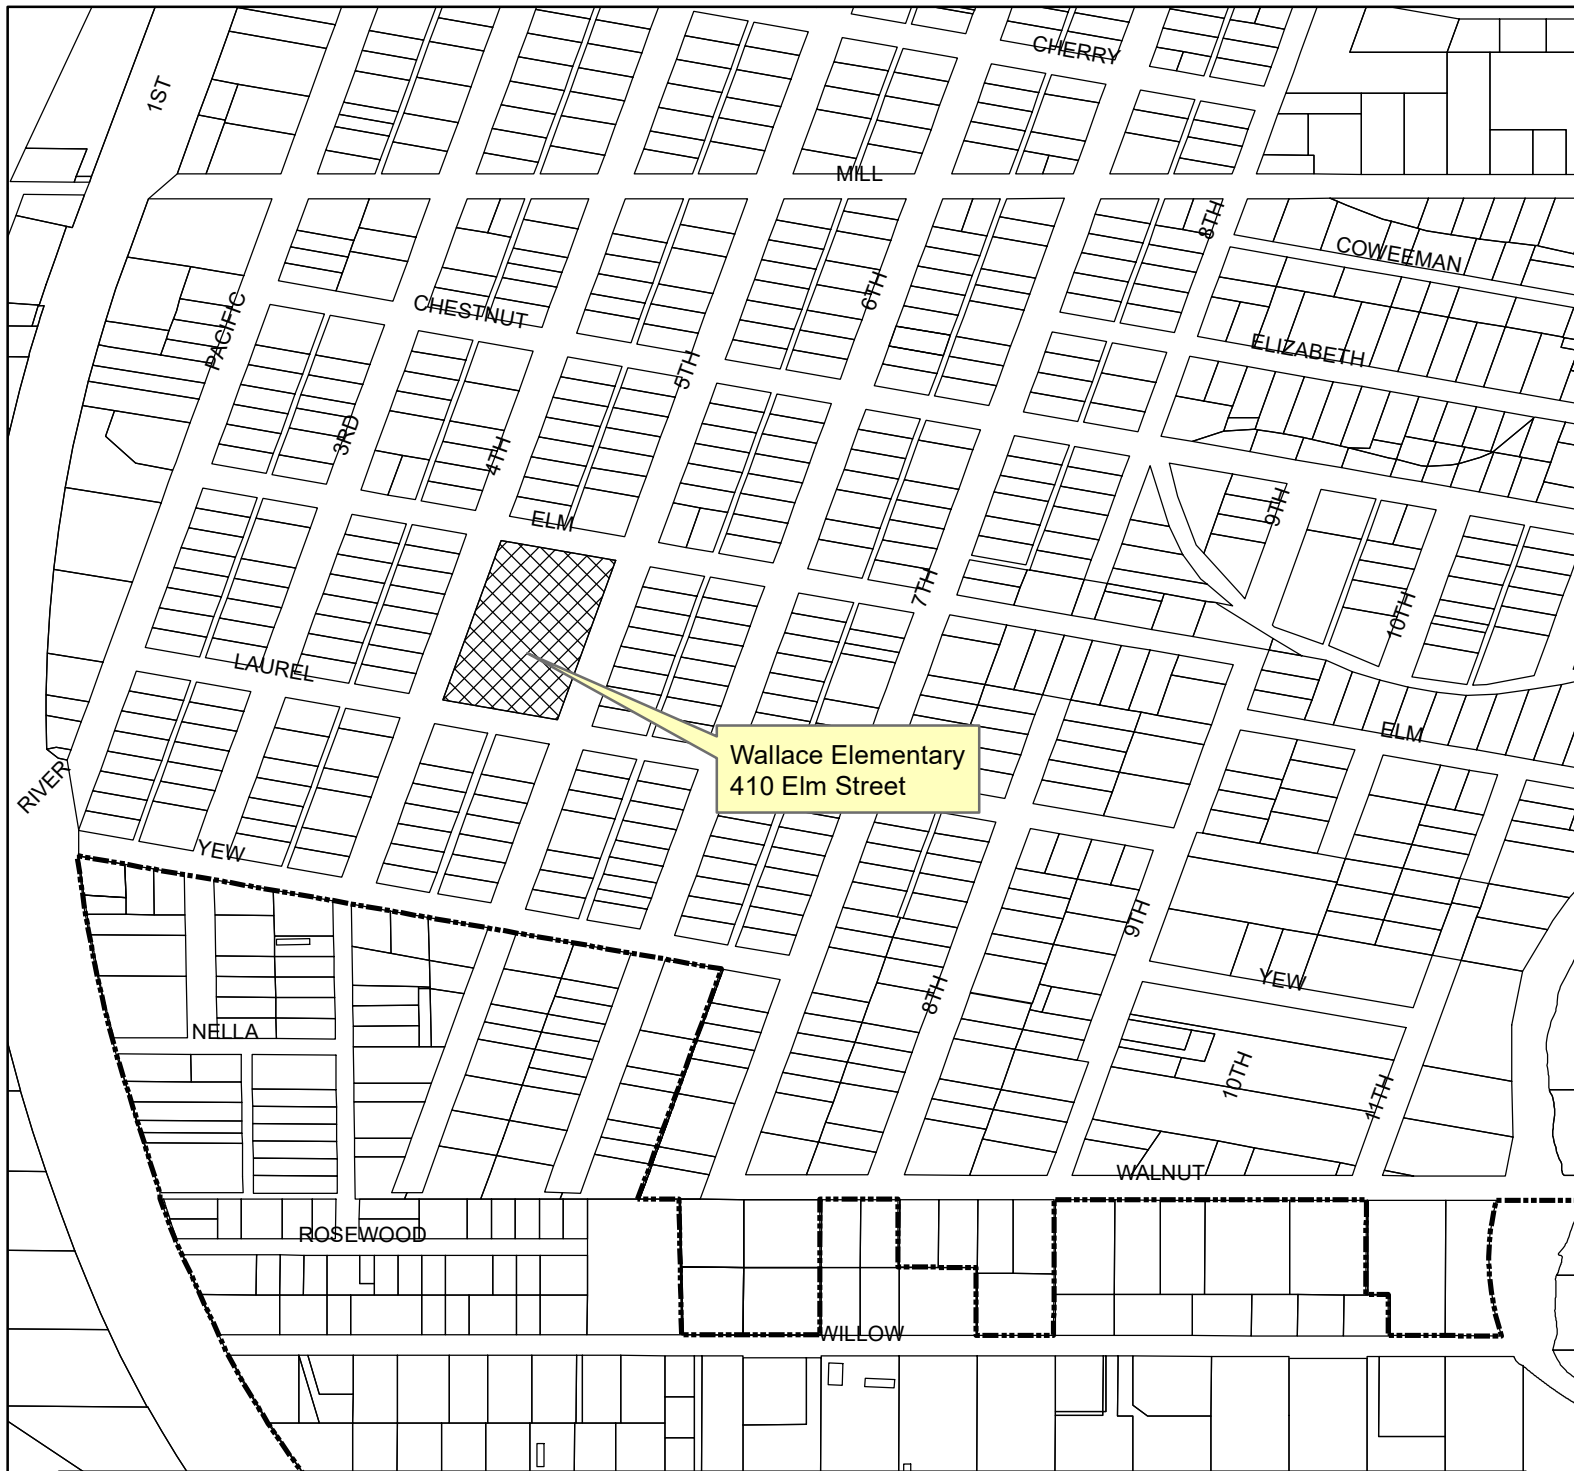 CHERRY
1ST
MILL
8TH
COWEEMAN
6TH
CHESTNUT
PACIFIC
ELIZABETH
5TH
3RD
4TH
9TH
ELM
7TH
10TH
LAUREL
ELM
Wallace Elementary
410 Elm Street
RIVER
YEW
9TH
YEW
8TH
NELLA
10TH
11TH
WALNUT
ROSEWOOD
WILLOW